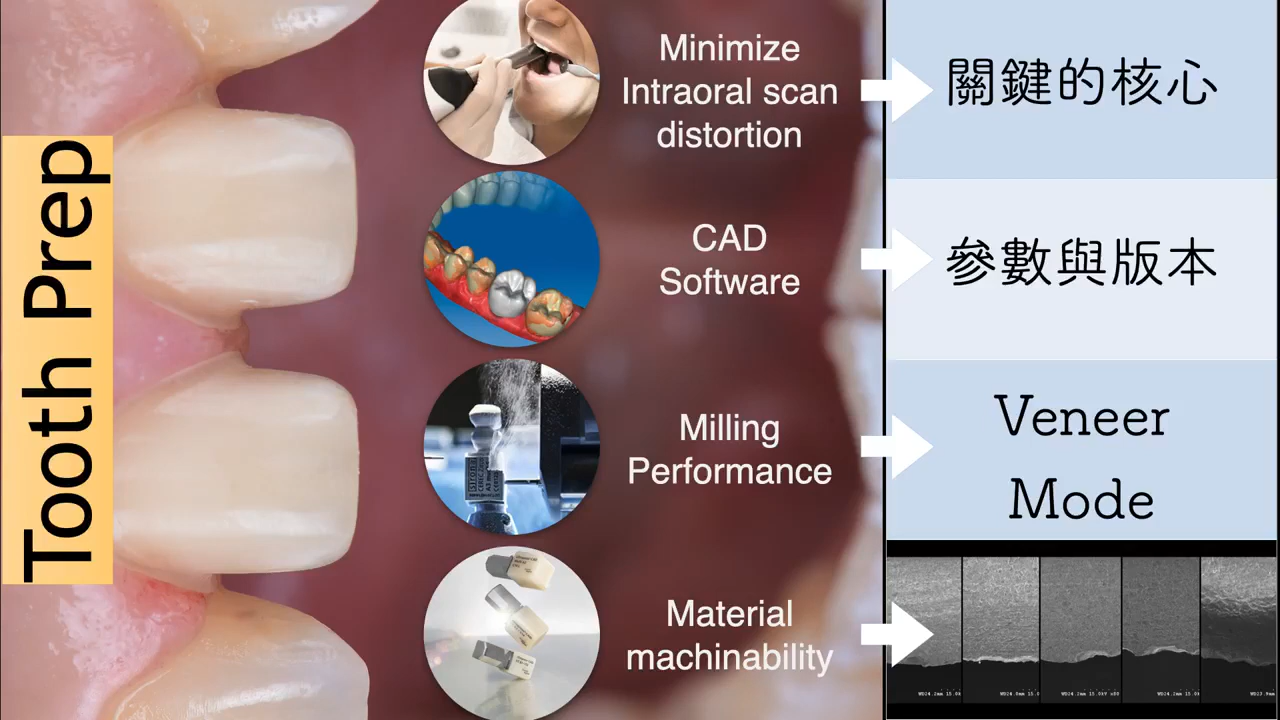 Tooth Prep
Minimize
Intraoral scan
distortion
關鍵的核心
CAD
Software
參數與版本
Milling
Performance
Veneer
Mode
Material
machinability